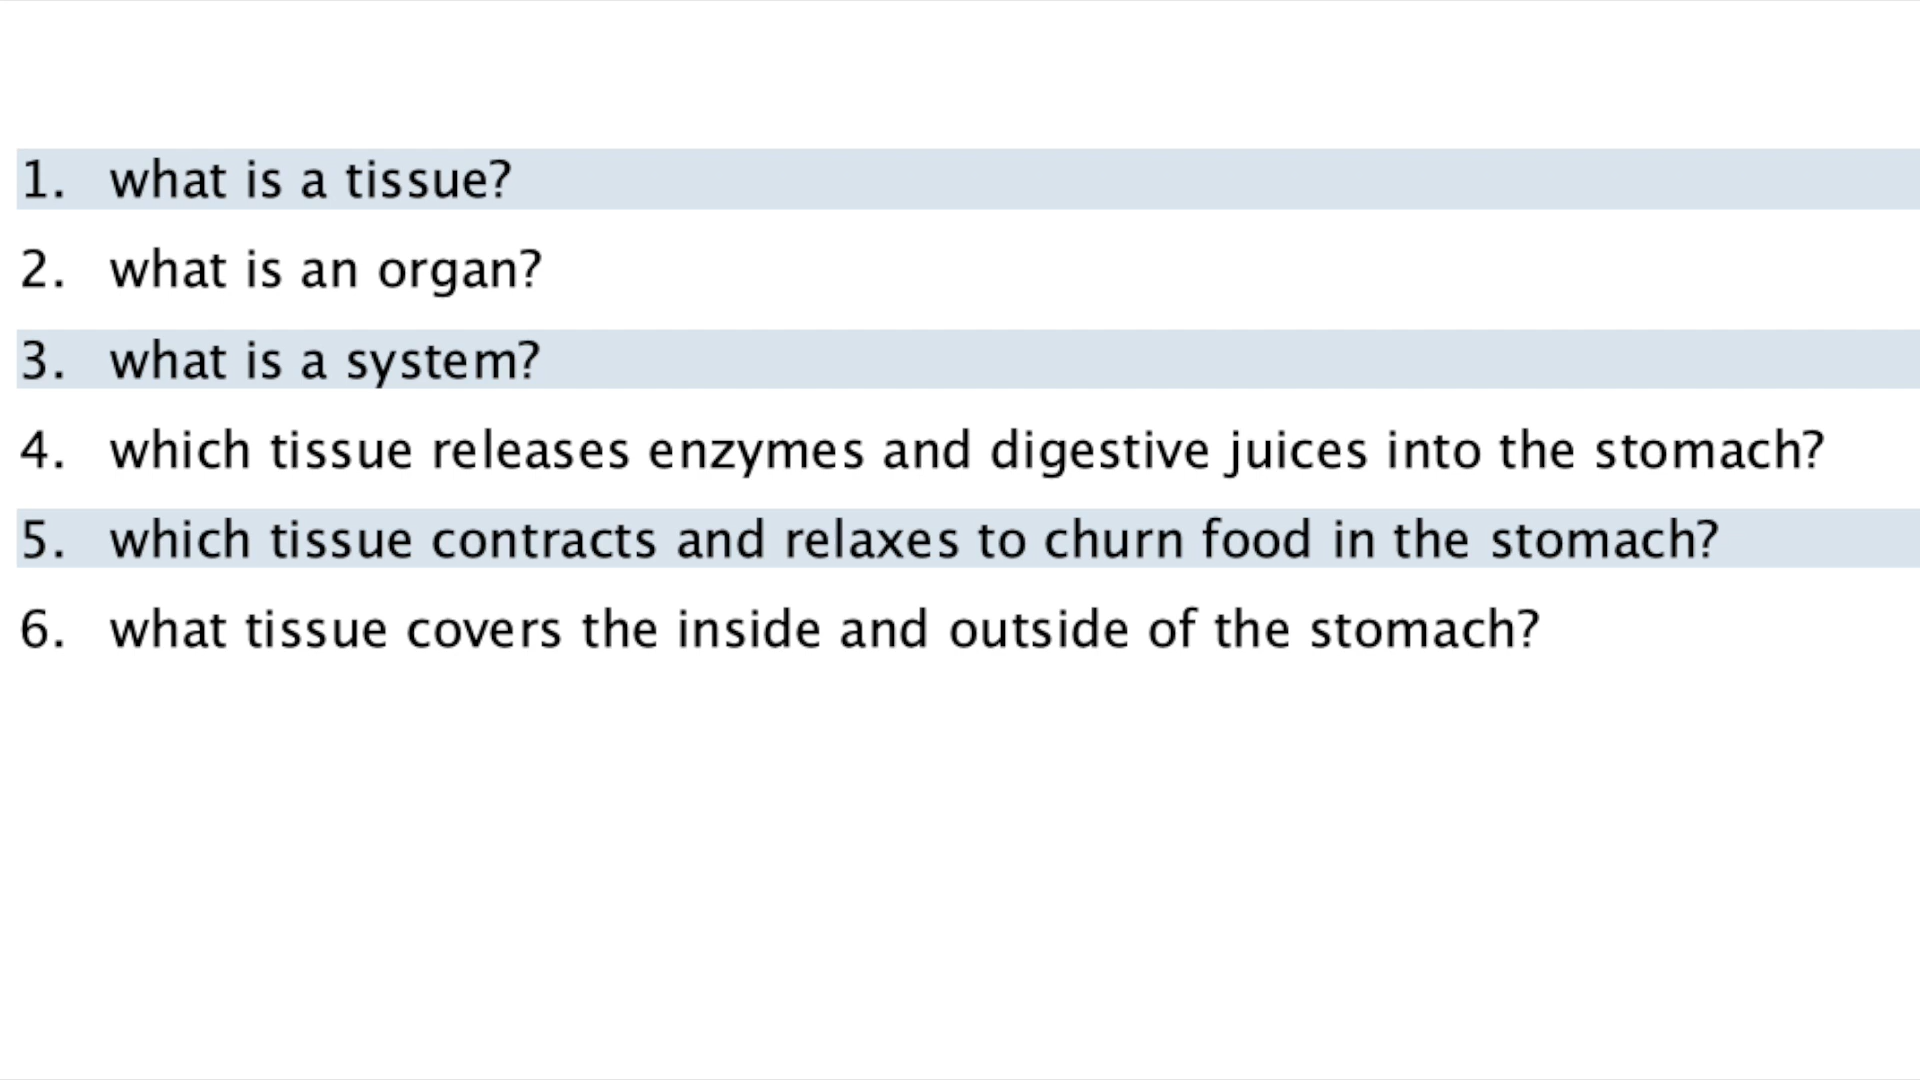 1. what is a tissue?
2. what is an organ?
3. what is a system?
4. which tissue releases enzymes and digestive juices into the stomach?
5. which tissue contracts and relaxes to churn food in the stomach?
6. what tissue covers the inside and outside of the stomach?